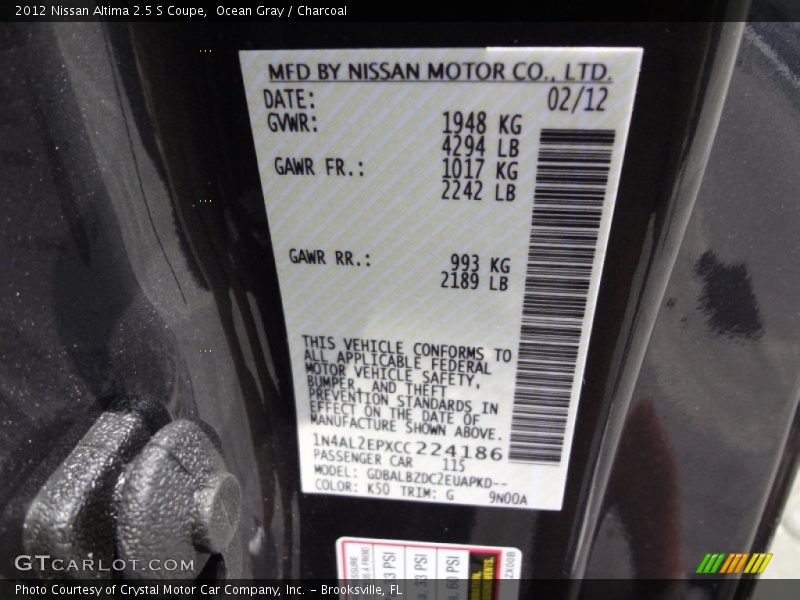 2012 Nissan Altima 2.5 S Coupe,  Ocean Gray / Charcoal
MFD BY NISSAN MOTOR CO., LTD.
DATE: 02/12
GVWR: 1948 KG
4294 LB
GAWR FR.: 1017 KG
2242 LB
GAWR RR.: 993 KG
2189 LB
THIS VEHICLE CONFORMS TO
ALL APPLICABLE FEDERAL
MOTOR VEHICLE SAFETY,
BUMPER, AND THEFT
PREVENTION STANDARDS IN
EFFECT ON THE DATE OF
MANUFACTURE SHOWN ABOVE.
1N4AL2EPXCC224186
PASSENGER CAR 115
MODEL: GDBALBZDC2EUAPKD--
COLOR: K50 TRIM: G 9N00A
PSI
PSI
60 PSI
GTCARLOT.COM
Photo Courtesy of Crystal Motor Car Company, Inc. – Brooksville, FL